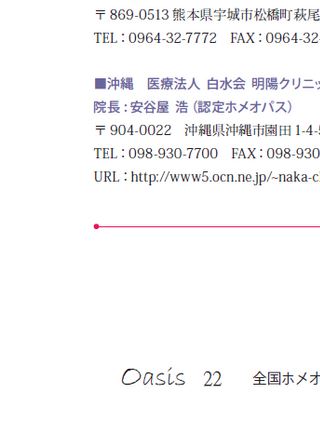 〒869-0513 熊本県宇城市松橋町萩尾
TEL：0964-32-7772　FAX：0964-32-
■沖縄　医療法人 白水会 明陽クリニッ
院長：安谷屋 浩（認定ホメオパス）
〒904-0022　沖縄県沖縄市園田 1-4-
TEL：098-930-7700　FAX：098-930
URL：http://www5.ocn.ne.jp/~naka-c
Oasis 22　全国ホメオ